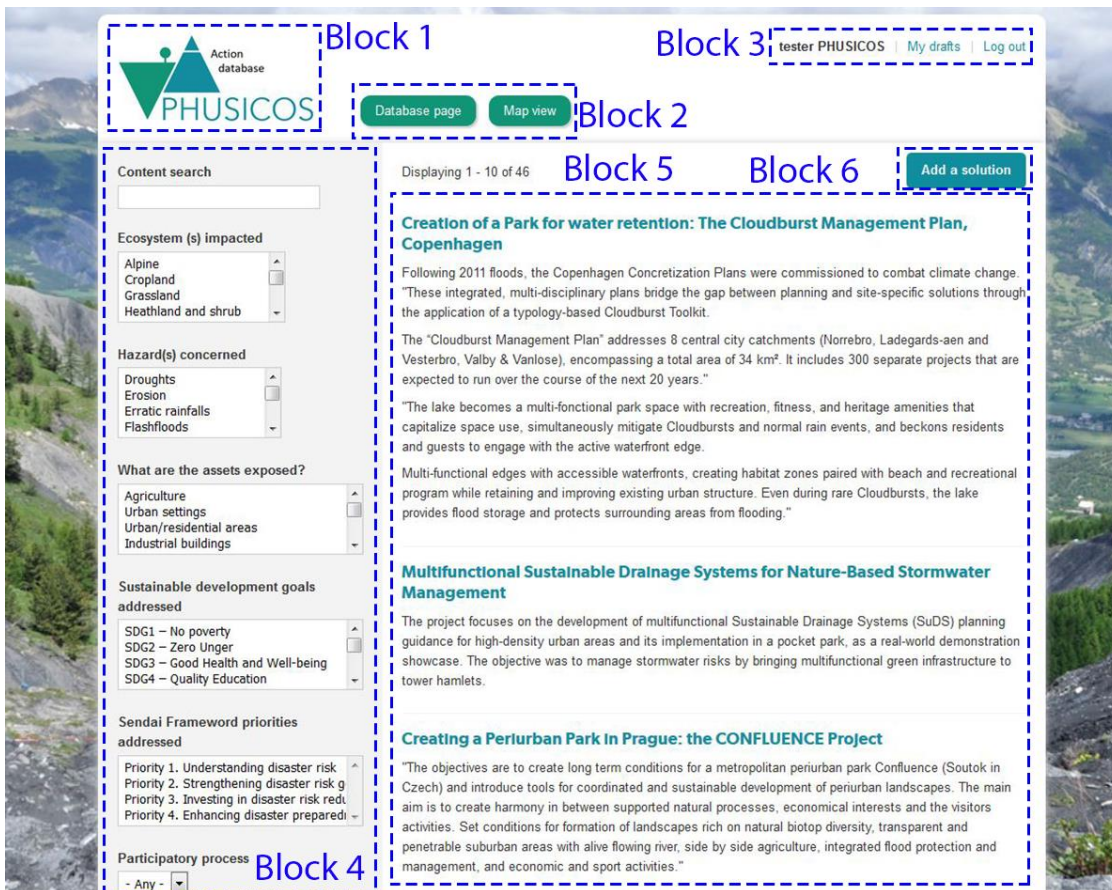 Block 1
Action
database
PHUSICOS
Block 3
tester PHUSICOS | My drafts | Log out
Database page
Map view
Block 2
Content search
Ecosystem (s) impacted
Alpine
Cropland
Grassland
Heathland and shrub
Hazard(s) concerned
Droughts
Erosion
Erratic rainfalls
Flashfloods
What are the assets exposed?
Agriculture
Urban settings
Urban/residential areas
Industrial buildings
Sustainable development goals
addressed
SDG1 – No poverty
SDG2 – Zero Unger
SDG3 – Good Health and Well-being
SDG4 – Quality Education
Sendai Frameword priorities
addressed
Priority 1. Understanding disaster risk
Priority 2. Strengthening disaster risk g
Priority 3. Investing in disaster risk redu
Priority 4. Enhancing disaster prepared
Participatory process
- Any -
Block 4
Displaying 1 - 10 of 46
Block 5
Block 6
Add a solution
Creation of a Park for water retention: The Cloudburst Management Plan,
Copenhagen
Following 2011 floods, the Copenhagen Concretization Plans were commissioned to combat climate change.
"These integrated, multi-disciplinary plans bridge the gap between planning and site-specific solutions through
the application of a typology-based Cloudburst Toolkit.
The “Cloudburst Management Plan” addresses 8 central city catchments (Norrebro, Ladegards-aen and
Vesterbro, Valby & Vanlose), encompassing a total area of 34 km². It includes 300 separate projects that are
expected to run over the course of the next 20 years."
"The lake becomes a multi-fonctional park space with recreation, fitness, and heritage amenities that
capitalize space use, simultaneously mitigate Cloudbursts and normal rain events, and beckons residents
and guests to engage with the active waterfront edge.
Multi-functional edges with accessible waterfronts, creating habitat zones paired with beach and recreational
program while retaining and improving existing urban structure. Even during rare Cloudbursts, the lake
provides flood storage and protects surrounding areas from flooding."
Multifunctional Sustainable Drainage Systems for Nature-Based Stormwater
Management
The project focuses on the development of multifunctional Sustainable Drainage Systems (SuDS) planning
guidance for high-density urban areas and its implementation in a pocket park, as a real-world demonstration
showcase. The objective was to manage stormwater risks by bringing multifunctional green infrastructure to
tower hamlets.
Creating a Periurban Park in Prague: the CONFLUENCE Project
"The objectives are to create long term conditions for a metropolitan periurban park Confluence (Soutok in
Czech) and introduce tools for coordinated and sustainable development of periurban landscapes. The main
aim is to create harmony in between supported natural processes, economical interests and the visitors
activities. Set conditions for formation of landscapes rich on natural biotop diversity, transparent and
penetrable suburban areas with alive flowing river, side by side agriculture, integrated flood protection and
management, and economic and sport activities."